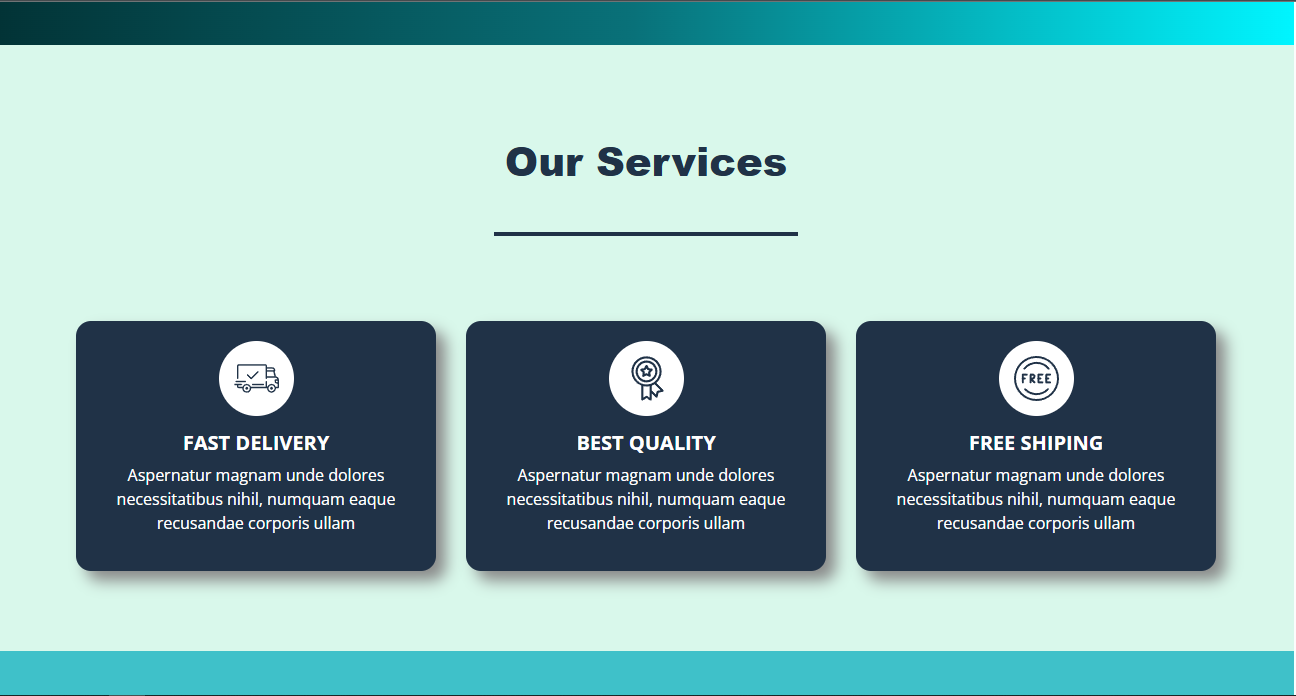 Our Services
FAST DELIVERY
Aspernatur magnam unde dolores
necessitatibus nihil, numquam eaque
recusandae corporis ullam
BEST QUALITY
Aspernatur magnam unde dolores
necessitatibus nihil, numquam eaque
recusandae corporis ullam
FREE
FREE SHIPING
Aspernatur magnam unde dolores
necessitatibus nihil, numquam eaque
recusandae corporis ullam